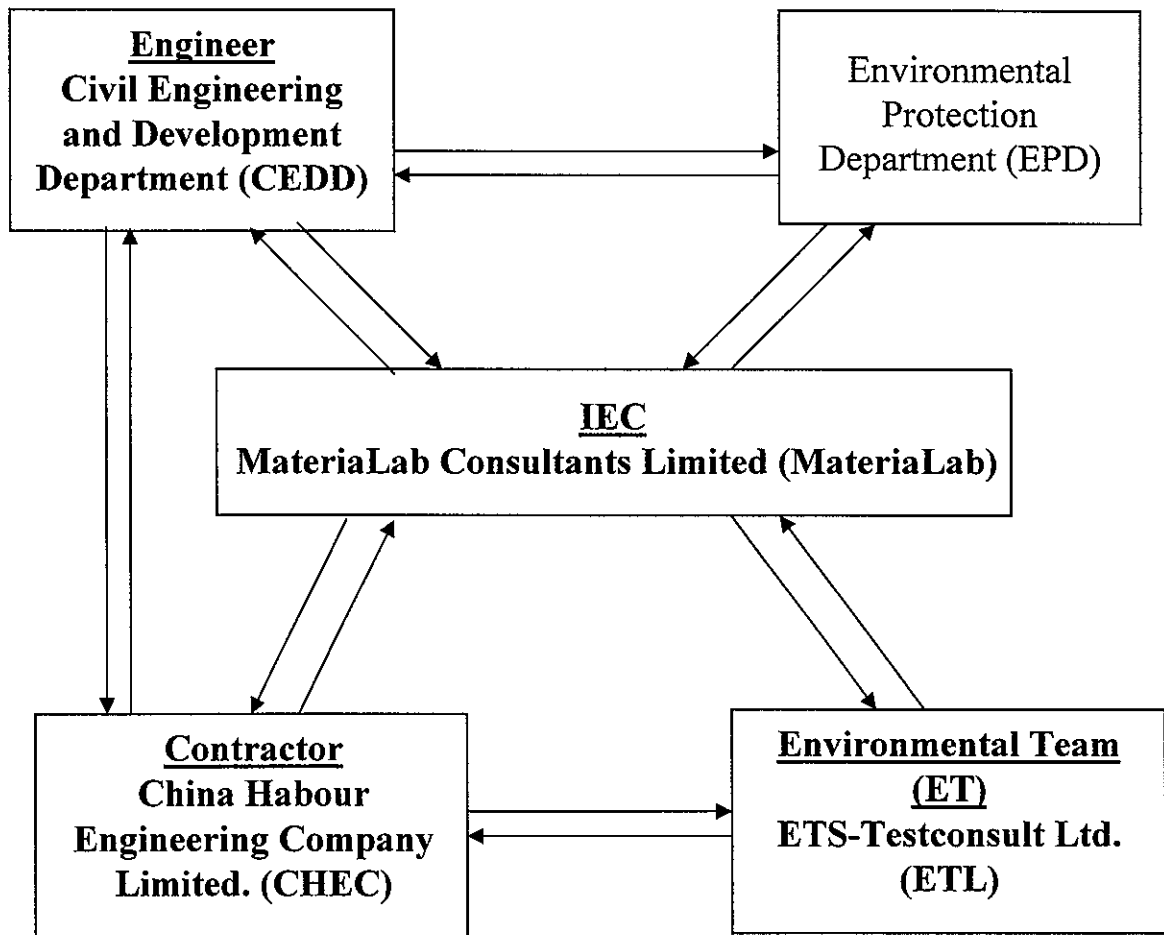 Engineer
Civil Engineering
and Development
Department (CEDD)
Environmental
Protection
Department (EPD)
IEC
MateriaLab Consultants Limited (MateriaLab)
Contractor
China Habour
Engineering Company
Limited. (CHEC)
Environmental Team
(ET)
ETS-Testconsult Ltd.
(ETL)